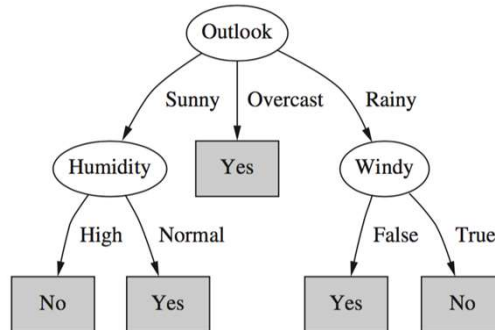 Outlook
Sunny Overcast Rainy
Humidity Yes Windy
High Normal False True
No Yes Yes No